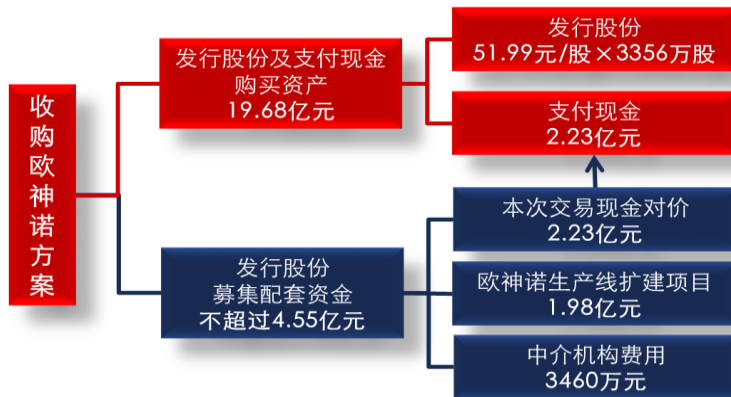 收购欧神诺方案
发行股份及支付现金
购买资产
19.68亿元
发行股份
51.99元/股×3356万股
支付现金
2.23亿元
发行股份
募集配套资金
不超过4.55亿元
本次交易现金对价
2.23亿元
欧神诺生产线扩建项目
1.98亿元
中介机构费用
3460万元